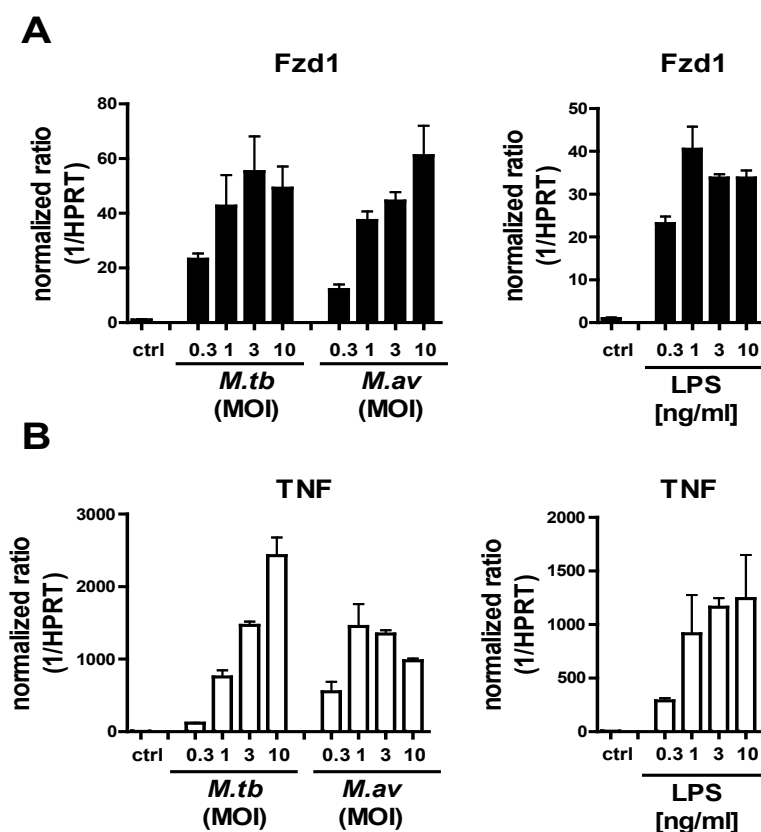 A
Fzd1
normalized ratio
(1/HPRT)
80
60
40
20
0
ctrl
0.3 1 3 10
0.3 1 3 10
M.tb
(MOI)
M.av
(MOI)
Fzd1
normalized ratio
(1/HPRT)
50
40
30
20
10
0
ctrl
0.3 1 3 10
LPS
[ng/ml]
B
TNF
normalized ratio
(1/HPRT)
3000
2000
1000
0
ctrl
0.3 1 3 10
0.3 1 3 10
M.tb
(MOI)
M.av
(MOI)
TNF
normalized ratio
(1/HPRT)
2000
1500
1000
500
0
ctrl
0.3 1 3 10
LPS
[ng/ml]